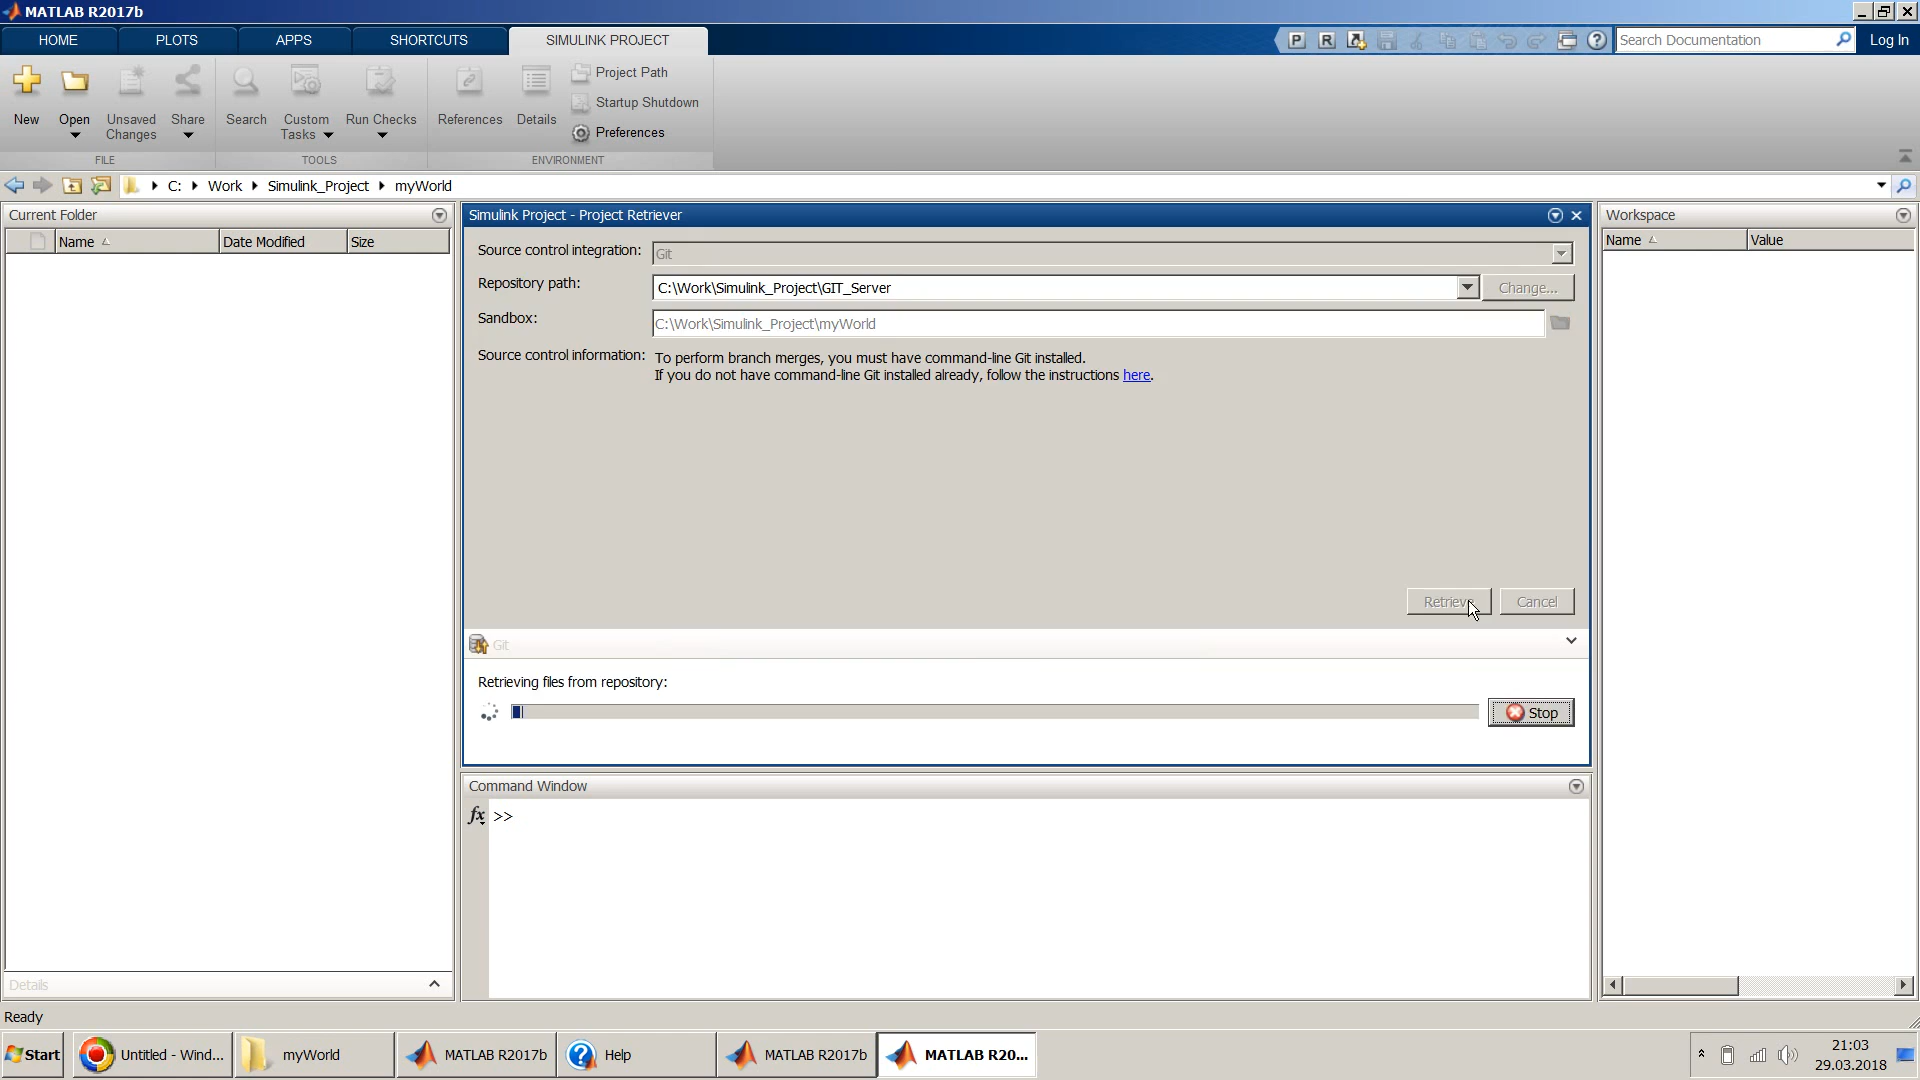 MATLAB R2017b
HOME
PLOTS
APPS
SHORTCUTS
SIMULINK PROJECT
Search Documentation
Log In
New
Open
Unsaved
Changes
Share
Search
Custom
Tasks
Run Checks
References
Details
Project Path
Startup Shutdown
Preferences
FILE
TOOLS
ENVIRONMENT
C:
Work
Simulink_Project
myWorld
Current Folder
Name
Date Modified
Size
Details
Simulink Project - Project Retriever
Source control integration:
Git
Repository path:
C:\Work\Simulink_Project\GIT_Server
Change...
Sandbox:
C:\Work\Simulink_Project\myWorld
Source control information:
To perform branch merges, you must have command-line Git installed.
If you do not have command-line Git installed already, follow the instructions here.
Retrieve
Cancel
Git
Retrieving files from repository:
Stop
Command Window
fx >>
Workspace
Name
Value
Ready
Start
Untitled - Wind...
myWorld
MATLAB R2017b
Help
MATLAB R2017b
MATLAB R20...
21:03
29.03.2018